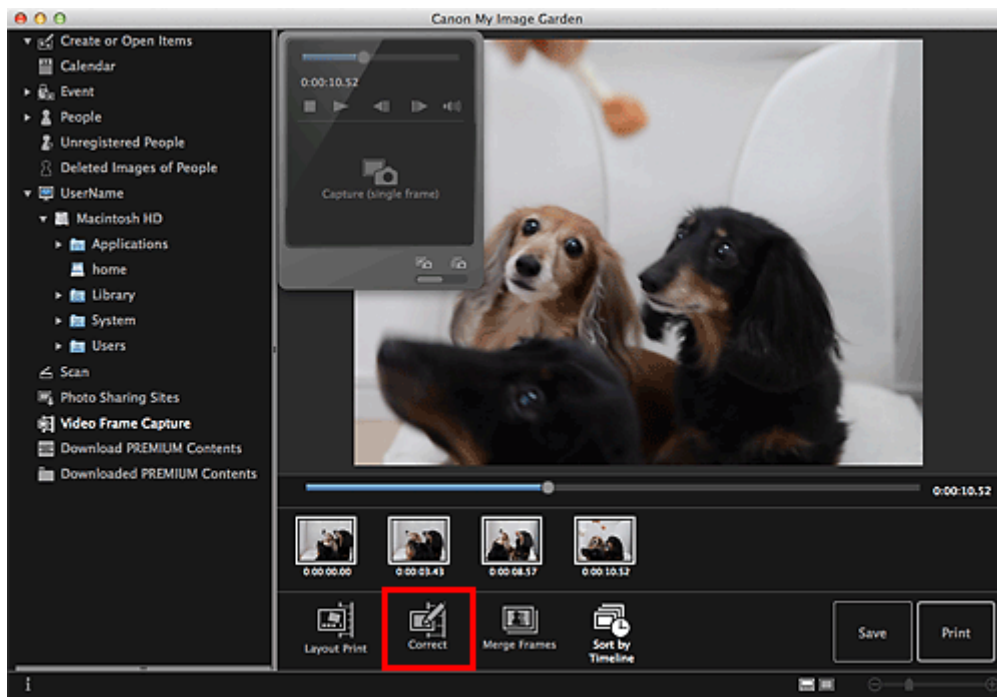 Canon My Image Garden
Create or Open Items
Calendar
Event
People
Unregistered People
Deleted Images of People
UserName
Macintosh HD
Applications
home
Library
System
Users
Scan
Photo Sharing Sites
Video Frame Capture
Download PREMIUM Contents
Downloaded PREMIUM Contents
0:00:10.52
Capture (single frame)
0:00:10.52
0:00:00.00
0:00:03.43
0:00:08.57
0:00:10.52
Layout Print
Correct
Merge Frames
Sort by
Timeline
Save
Print